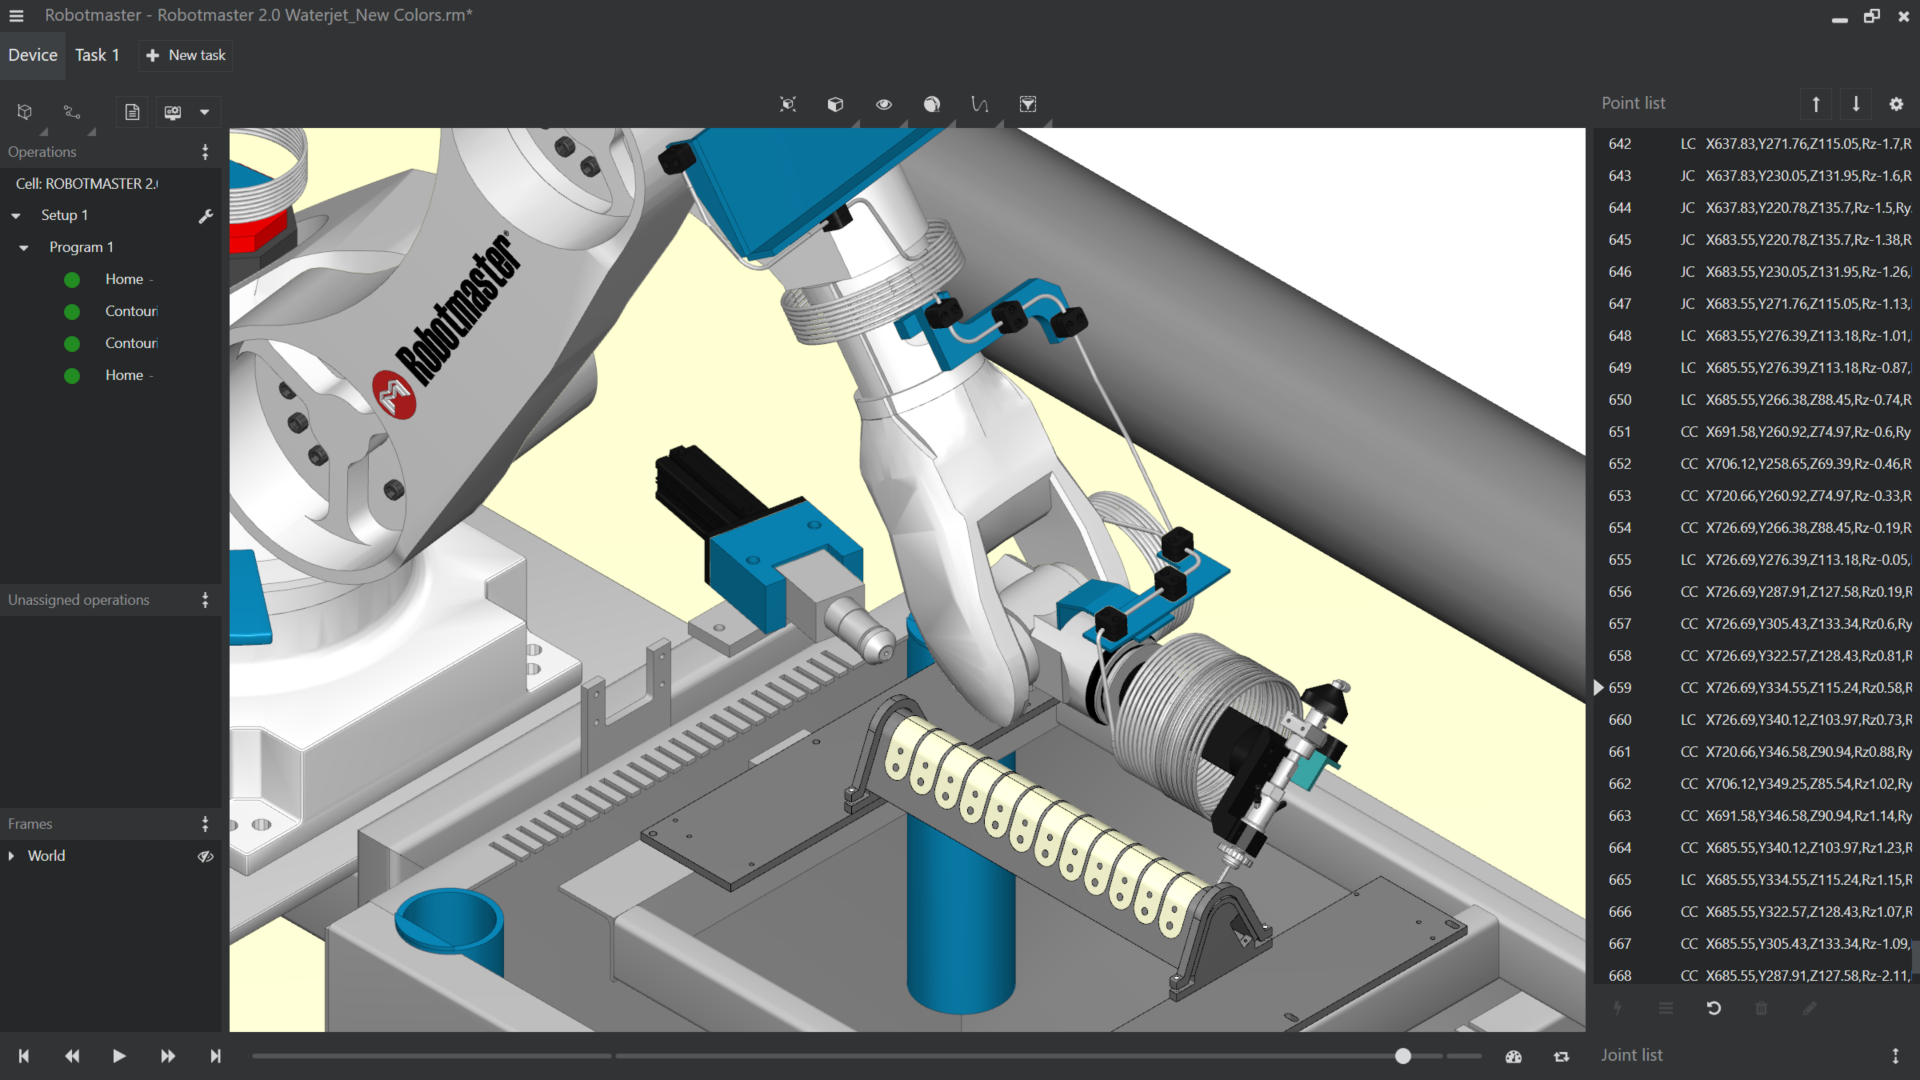 Robotmaster - Robotmaster 2.0 Waterjet_New Colors.rm*
Device
Task 1
New task
Operations
Cell: ROBOTMASTER 2.
Setup 1
Program 1
Home -
Contouri
Contouri
Home -
Unassigned operations
Frames
World
Robotmaster®
Point list
642 LC X637.83,Y271.76,Z115.05,Rz-1.7,R
643 JC X637.83,Y230.05,Z131.95,Rz-1.6,R
644 JC X637.83,Y220.78,Z135.7,Rz-1.5,Ry.
645 JC X683.55,Y220.78,Z135.7,Rz-1.38,R
646 JC X683.55,Y230.05,Z131.95,Rz-1.26,
647 JC X683.55,Y271.76,Z115.05,Rz-1.13,
648 LC X683.55,Y276.39,Z113.18,Rz-1.01,
649 LC X685.55,Y276.39,Z113.18,Rz-0.87,
650 LC X685.55,Y266.38,Z88.45,Rz-0.74,R
651 CC X691.58,Y260.92,Z74.97,Rz-0.6,Ry
652 CC X706.12,Y258.65,Z69.39,Rz-0.46,R
653 CC X720.66,Y260.92,Z74.97,Rz-0.33,R
654 CC X726.69,Y266.38,Z88.45,Rz-0.19,R
655 LC X726.69,Y276.39,Z113.18,Rz-0.05,
656 CC X726.69,Y287.91,Z127.58,Rz0.19,R
657 CC X726.69,Y305.43,Z133.34,Rz0.6,Ry
658 CC X726.69,Y322.57,Z128.43,Rz0.81,R
659 CC X726.69,Y334.55,Z115.24,Rz0.58,R
660 LC X726.69,Y340.12,Z103.97,Rz0.73,R
661 CC X720.66,Y346.58,Z90.94,Rz0.88,Ry
662 CC X706.12,Y349.25,Z85.54,Rz1.02,Ry
663 CC X691.58,Y346.58,Z90.94,Rz1.14,Ry
664 CC X685.55,Y340.12,Z103.97,Rz1.23,R
665 LC X685.55,Y334.55,Z115.24,Rz1.15,R
666 CC X685.55,Y322.57,Z128.43,Rz1.07,R
667 CC X685.55,Y305.43,Z133.34,Rz-1.09,
668 CC X685.55,Y287.91,Z127.58,Rz-2.11,
Joint list